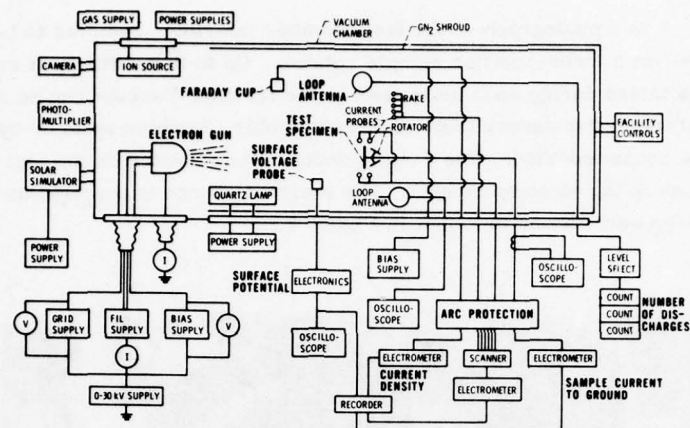 GAS SUPPLY
POWER SUPPLIES
VACUUM
CHAMBER
GN2 SHROUD
CAMERA
ION SOURCE
FARADAY CUP
LOOP
ANTENNA
BRAKE
CURRENT
PROBES
ROTATOR
PHOTO-
MULTIPLIER
ELECTRON GUN
TEST
SPECIMEN
FACILITY
CONTROLS
SURFACE
VOLTAGE
PROBE
SOLAR
SIMULATOR
QUARTZ LAMP
LOOP
ANTENNA
POWER
SUPPLY
POWER SUPPLY
I
BIAS
SUPPLY
LEVEL
SELECT
OSCILLO-
SCOPE
SURFACE
POTENTIAL
ELECTRONICS
COUNT
COUNT
COUNT
NUMBER
OF DIS-
CHARGES
V
GRID
SUPPLY
FIL
SUPPLY
BIAS
SUPPLY
V
OSCILLO-
SCOPE
ARC PROTECTION
OSCILLO-
SCOPE
I
ELECTROMETER
SCANNER
ELECTROMETER
CURRENT
DENSITY
SAMPLE CURRENT
TO GROUND
0-30 kV SUPPLY
RECORDER
ELECTROMETER